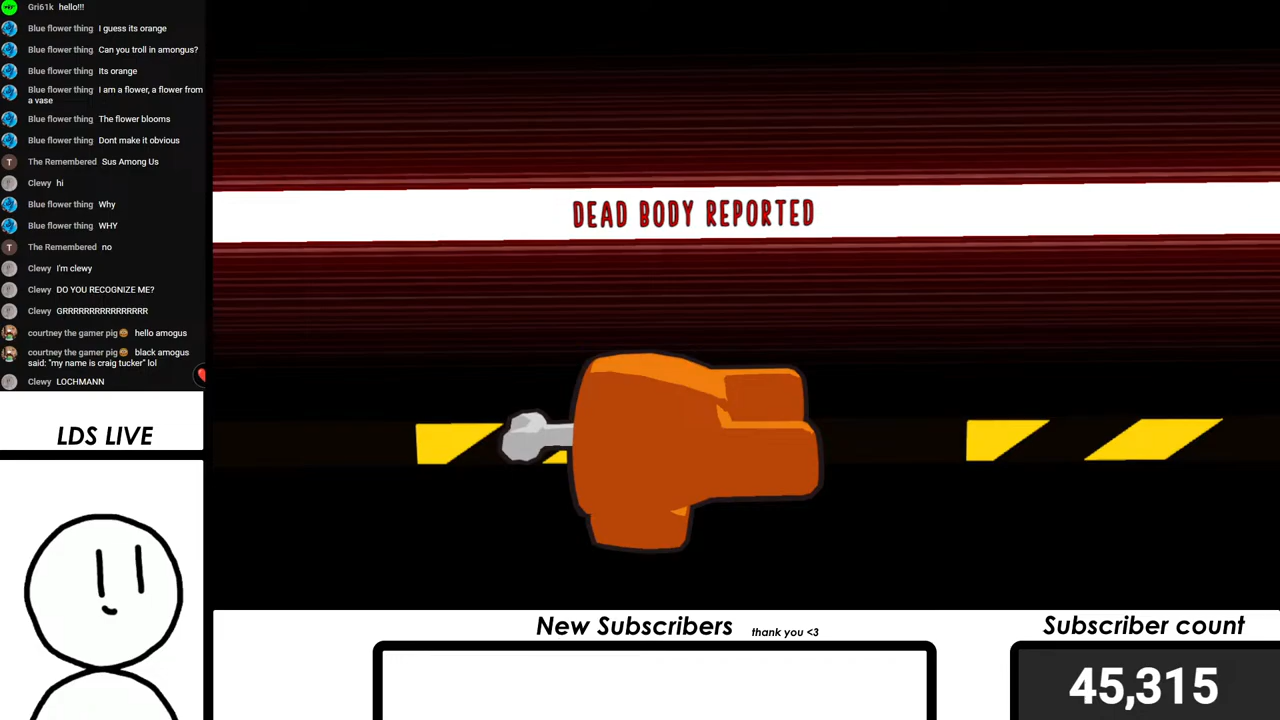 Gri61k hello!!!
Blue flower thing I guess its orange
Blue flower thing Can you troll in amongus?
Blue flower thing Its orange
Blue flower thing I am a flower, a flower from
a vase
Blue flower thing The flower blooms
Blue flower thing Dont make it obvious
T The Remembered Sus Among Us
Clewy hi
Blue flower thing Why
Blue flower thing WHY
T The Remembered no
Clewy I'm clewy
Clewy DO YOU RECOGNIZE ME?
Clewy GRRRRRRRRRRRRRRRR
courtney the gamer pig🍪 hello amogus
courtney the gamer pig🍪 black amogus
said: "my name is craig tucker" lol
Clewy LOCHMANN
LDS LIVE
DEAD BODY REPORTED
New Subscribers thank you <3
Subscriber count
45,315